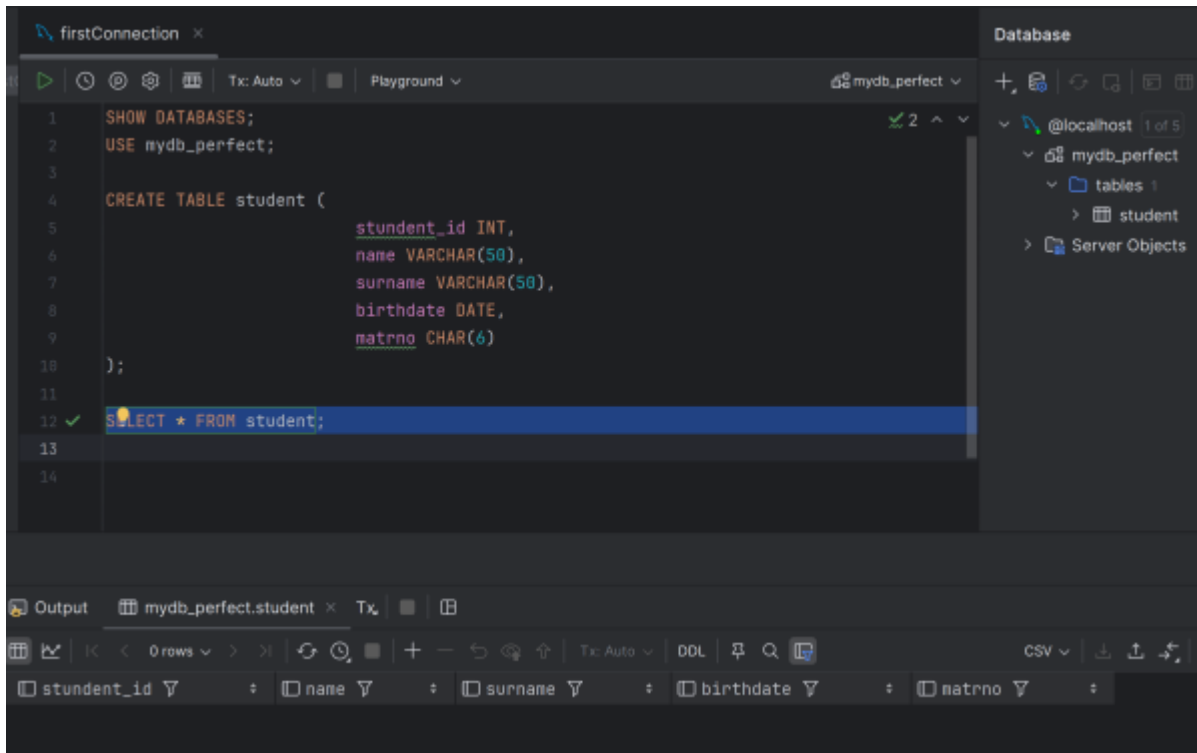 firstConnection
Database
Tx: Auto
Playground
mydb_perfect
1 SHOW DATABASES;
2
2 USE mydb_perfect;
3
4 CREATE TABLE student (
5 stundent_id INT,
6 name VARCHAR(50),
7 surname VARCHAR(50),
8 birthdate DATE,
9 matrno CHAR(6)
10 );
11
12 SELECT * FROM student;
13
14
@localhost 1 of 5
mydb_perfect
tables 1
student
Server Objects
Output mydb_perfect.student Tx
0 rows Tx: Auto DDL CSV
stundent_id name surname birthdate matrno